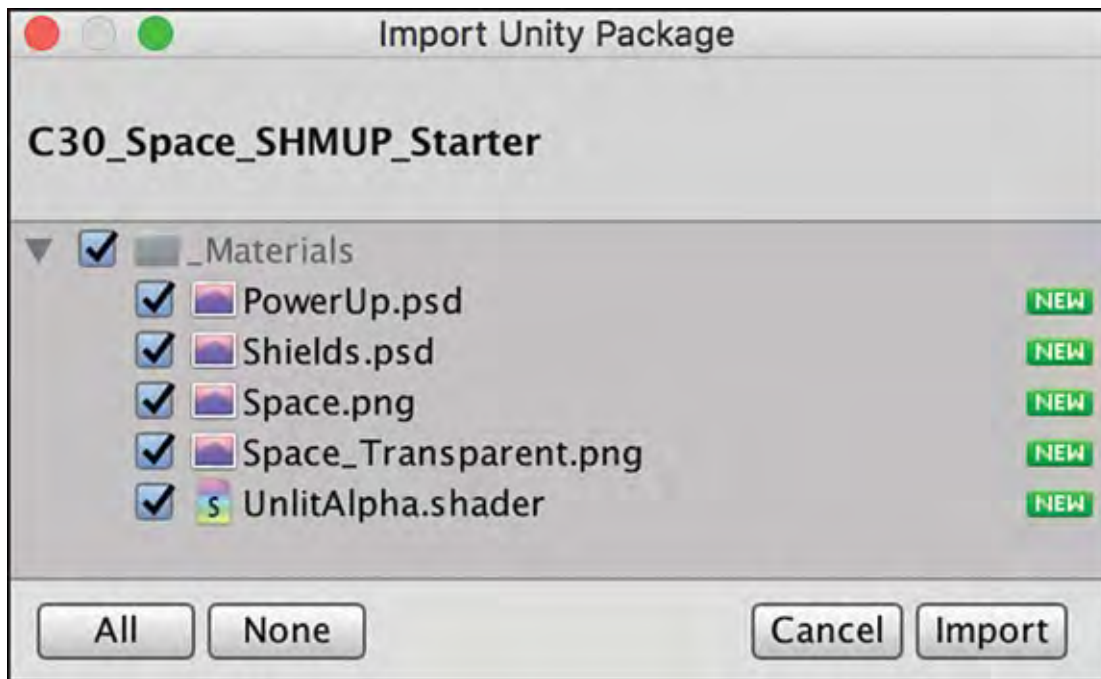 Import Unity Package
C30_Space_SHMUP_Starter
_Materials
PowerUp.psd NEW
Shields.psd NEW
Space.png NEW
Space_Transparent.png NEW
S UnlitAlpha.shader NEW
All None Cancel Import